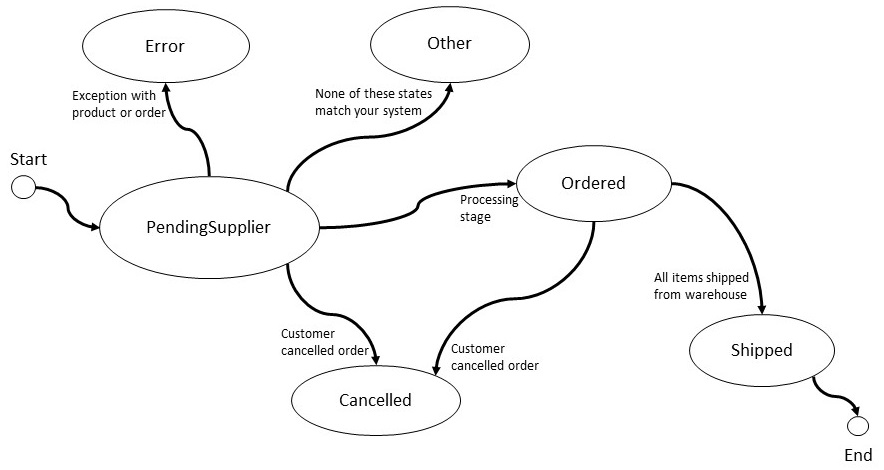 Error
Other
Exception with
product or order
None of these states
match your system
Start
PendingSupplier
Ordered
Processing
stage
All items shipped
from warehouse
Customer
cancelled order
Customer
cancelled order
Shipped
Cancelled
End